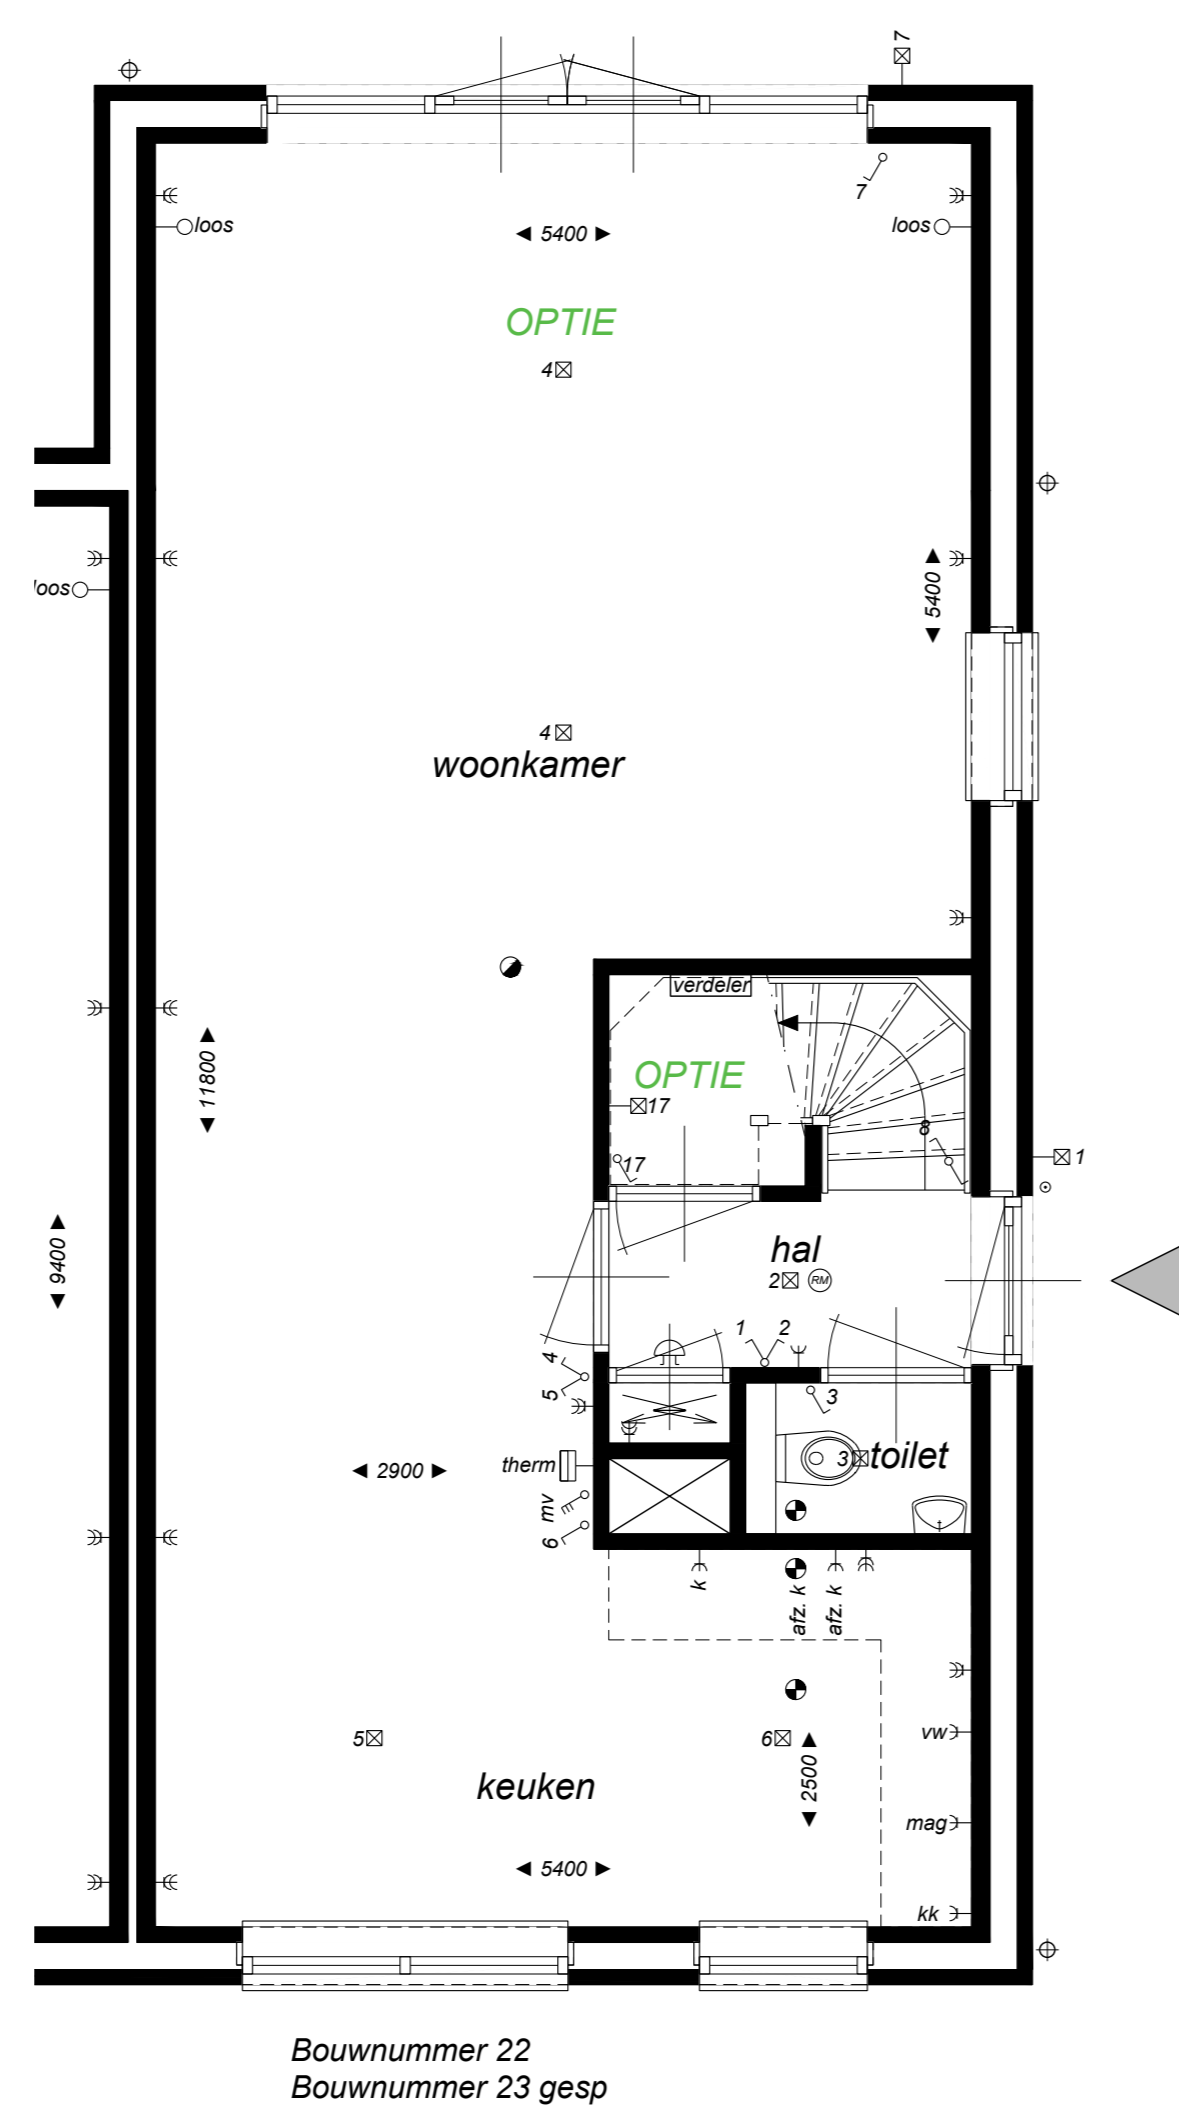 7
7
loos
loos
◄ 5400 ►
OPTIE
4
◄ 5400 ►
loos
4
woonkamer
verdeler
◄ 11800 ►
OPTIE
17
8
17
1
◄ 9400 ►
hal
2
RM
1
2
4
5
3
therm
◄ 2900 ►
3
toilet
mv
6
k
afz. k
afz. k
vw
5
6
◄ 2500 ►
keuken
mag
◄ 5400 ►
kk
Bouwnummer 22
Bouwnummer 23 gesp